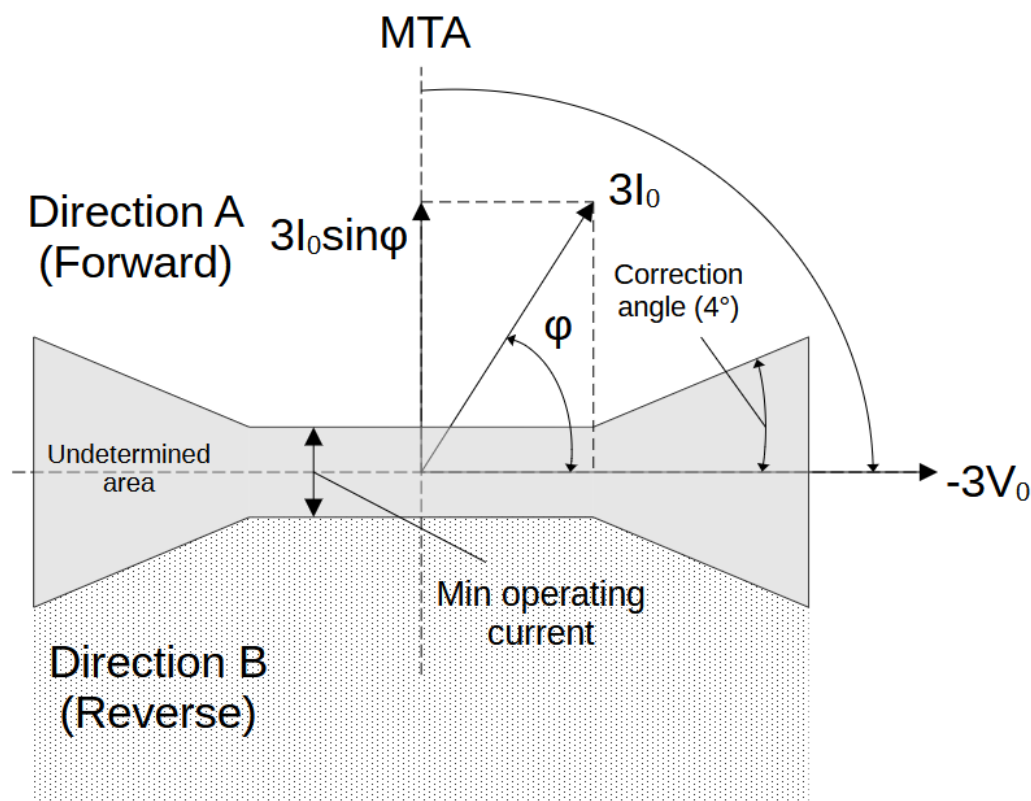 MTA
Direction A
(Forward)
3I₀sinφ
3I₀
Correction
angle (4°)
φ
Undetermined
area
-3V₀
Min operating
current
Direction B
(Reverse)